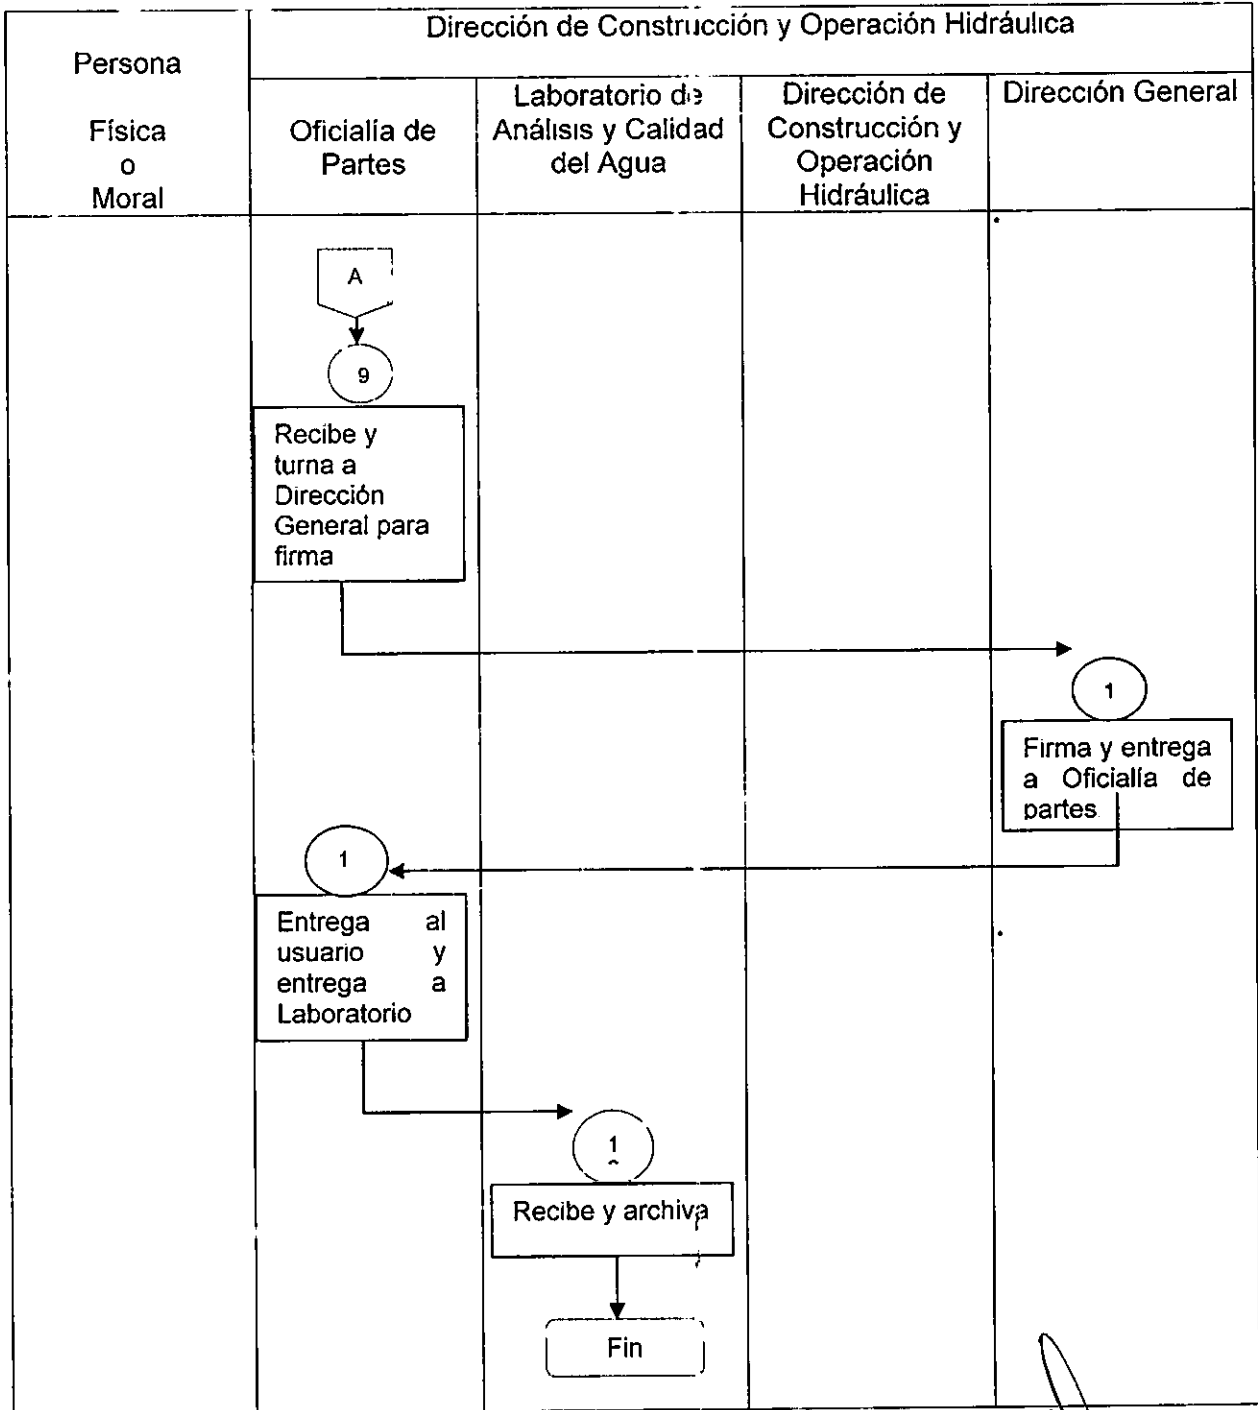 Dirección de Construcción y Operación Hidráulica
Persona
Física
o
Moral
Oficialía de
Partes
Laboratorio de
Análisis y Calidad
del Agua
Dirección de
Construcción y
Operación
Hidráulica
Dirección General
A
9
Recibe y
turna a
Dirección
General para
firma
1
Firma y entrega
a Oficialía de
partes
1
Entrega al
usuario y
entrega a
Laboratorio
1
Recibe y archiva
Fin